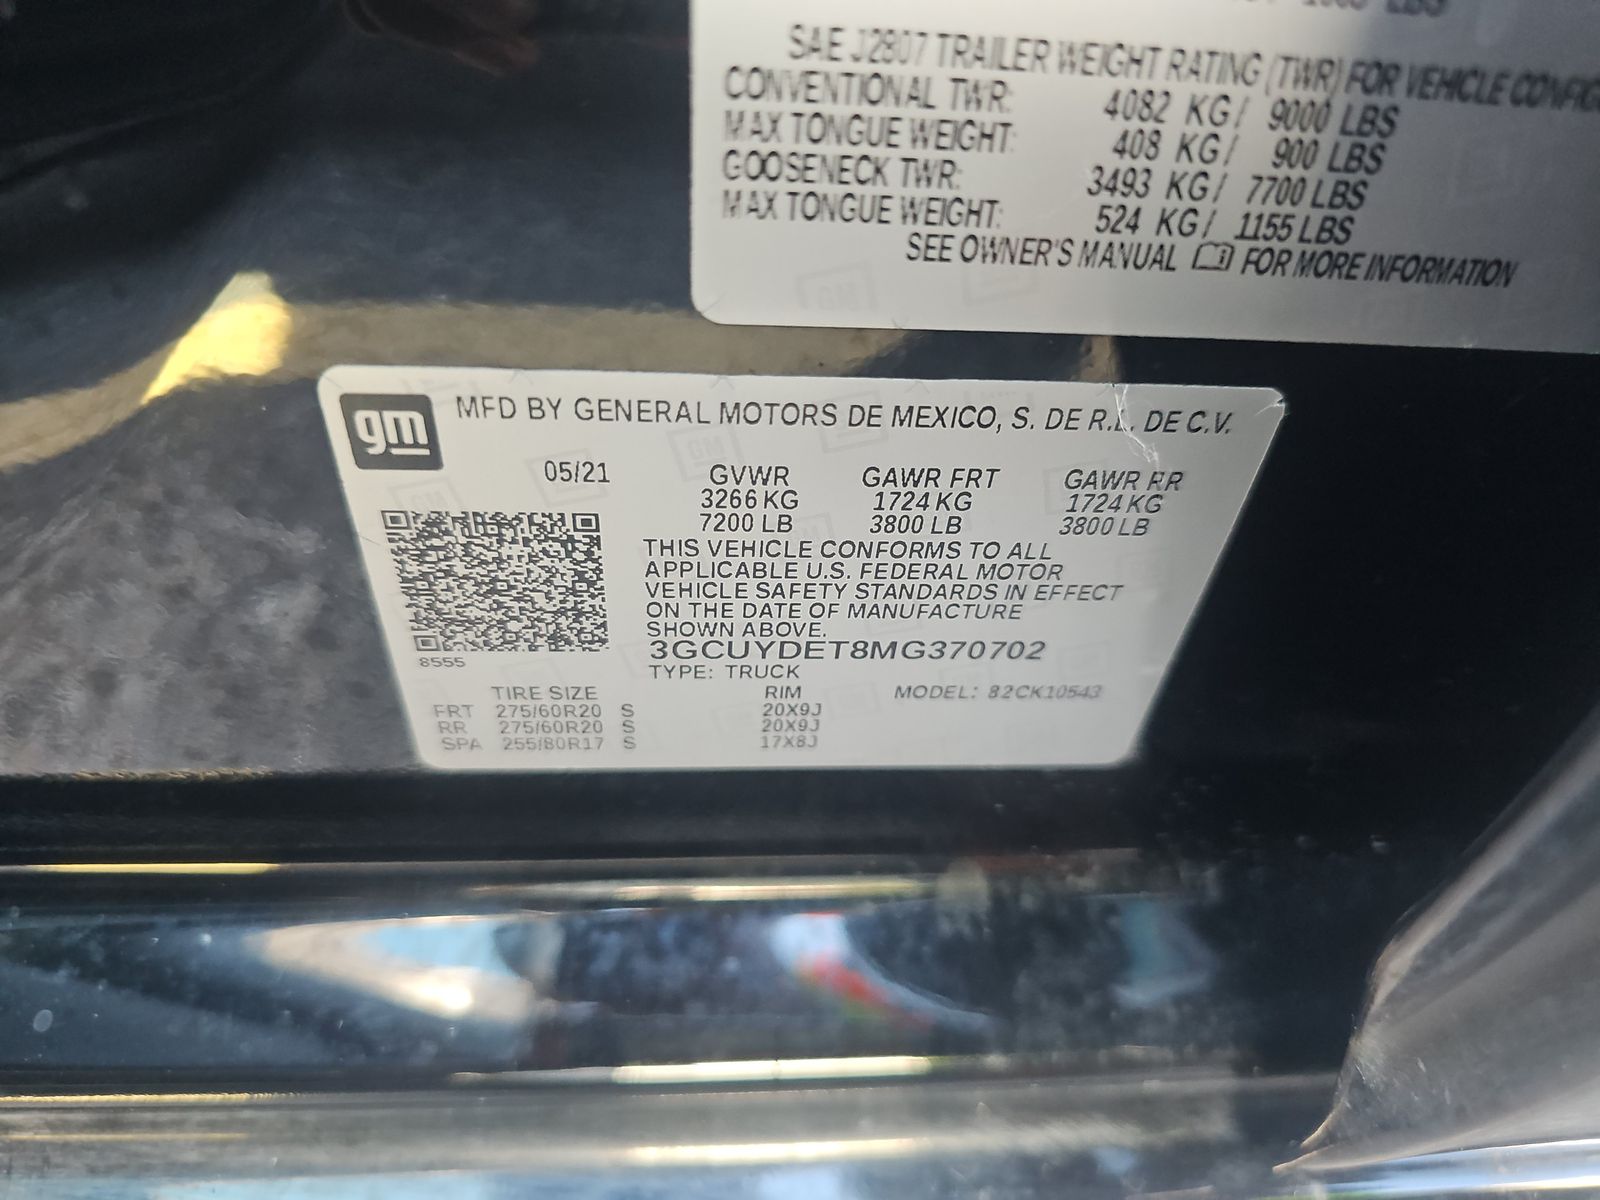 SAE J2807 TRAILER WEIGHT RATING (TWR) FOR VEHICLE
CONVENTIONAL TWR: 4082 KG/ 9000 LBS
MAX TONGUE WEIGHT: 408 KG/ 900 LBS
GOOSENECK TWR: 3493 KG/ 7700 LBS
MAX TONGUE WEIGHT: 524 KG/ 1155 LBS
SEE OWNER'S MANUAL FOR MORE INFORMATION
gm MFD BY GENERAL MOTORS DE MEXICO, S. DE R.L. DE C.V.
05/21 GVWR GAWR FRT GAWR RR
3266 KG 1724 KG 1724 KG
7200 LB 3800 LB 3800 LB
THIS VEHICLE CONFORMS TO ALL
APPLICABLE U.S. FEDERAL MOTOR
VEHICLE SAFETY STANDARDS IN EFFECT
ON THE DATE OF MANUFACTURE
SHOWN ABOVE.
3GCUYDET8MG370702
8555
TYPE: TRUCK
TIRE SIZE RIM MODEL: 82CK10543
FRT 275/60R20 S 20X9J
RR 275/60R20 S 20X9J
SPA 255/80R17 S 17X8J